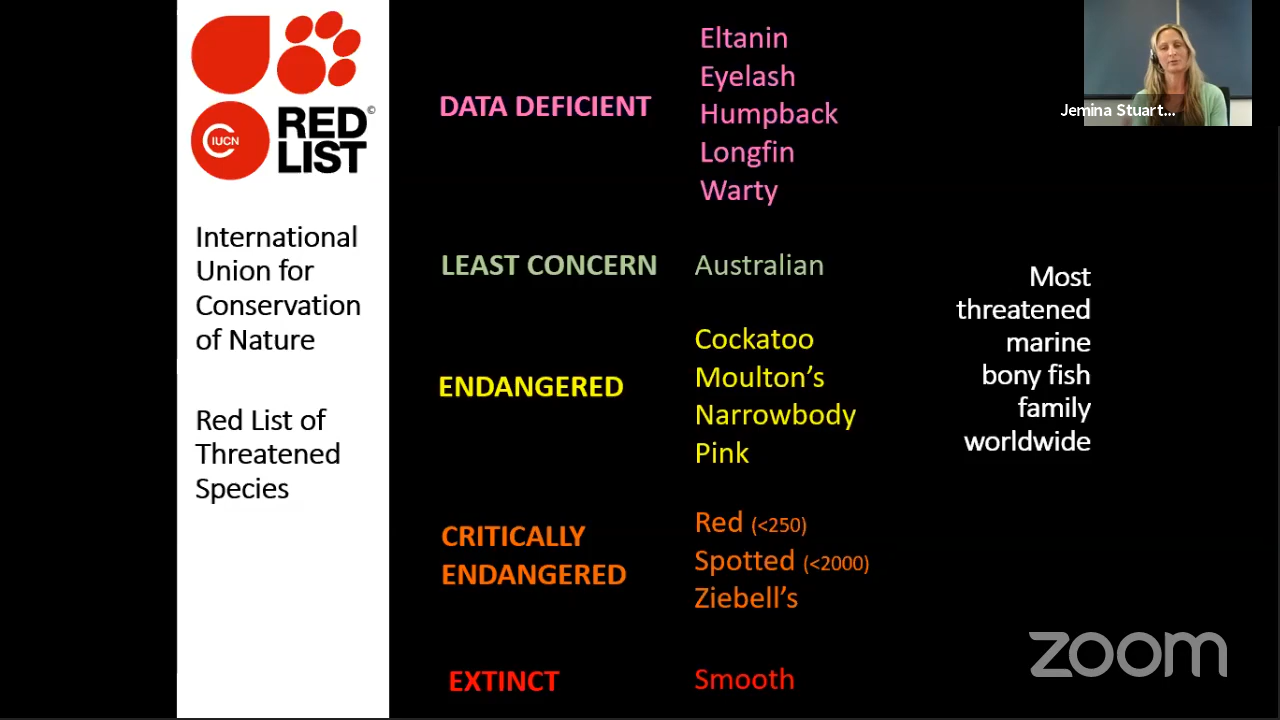 RED
LIST
©
IUCN
International
Union for
Conservation
of Nature
Red List of
Threatened
Species
DATA DEFICIENT
Eltanin
Eyelash
Humpback
Longfin
Warty
LEAST CONCERN
Australian
ENDANGERED
Cockatoo
Moulton's
Narrowbody
Pink
CRITICALLY
ENDANGERED
Red (<250)
Spotted (<2000)
Ziebell's
EXTINCT
Smooth
Most
threatened
marine
bony fish
family
worldwide
Jemina Stuart...
zoom